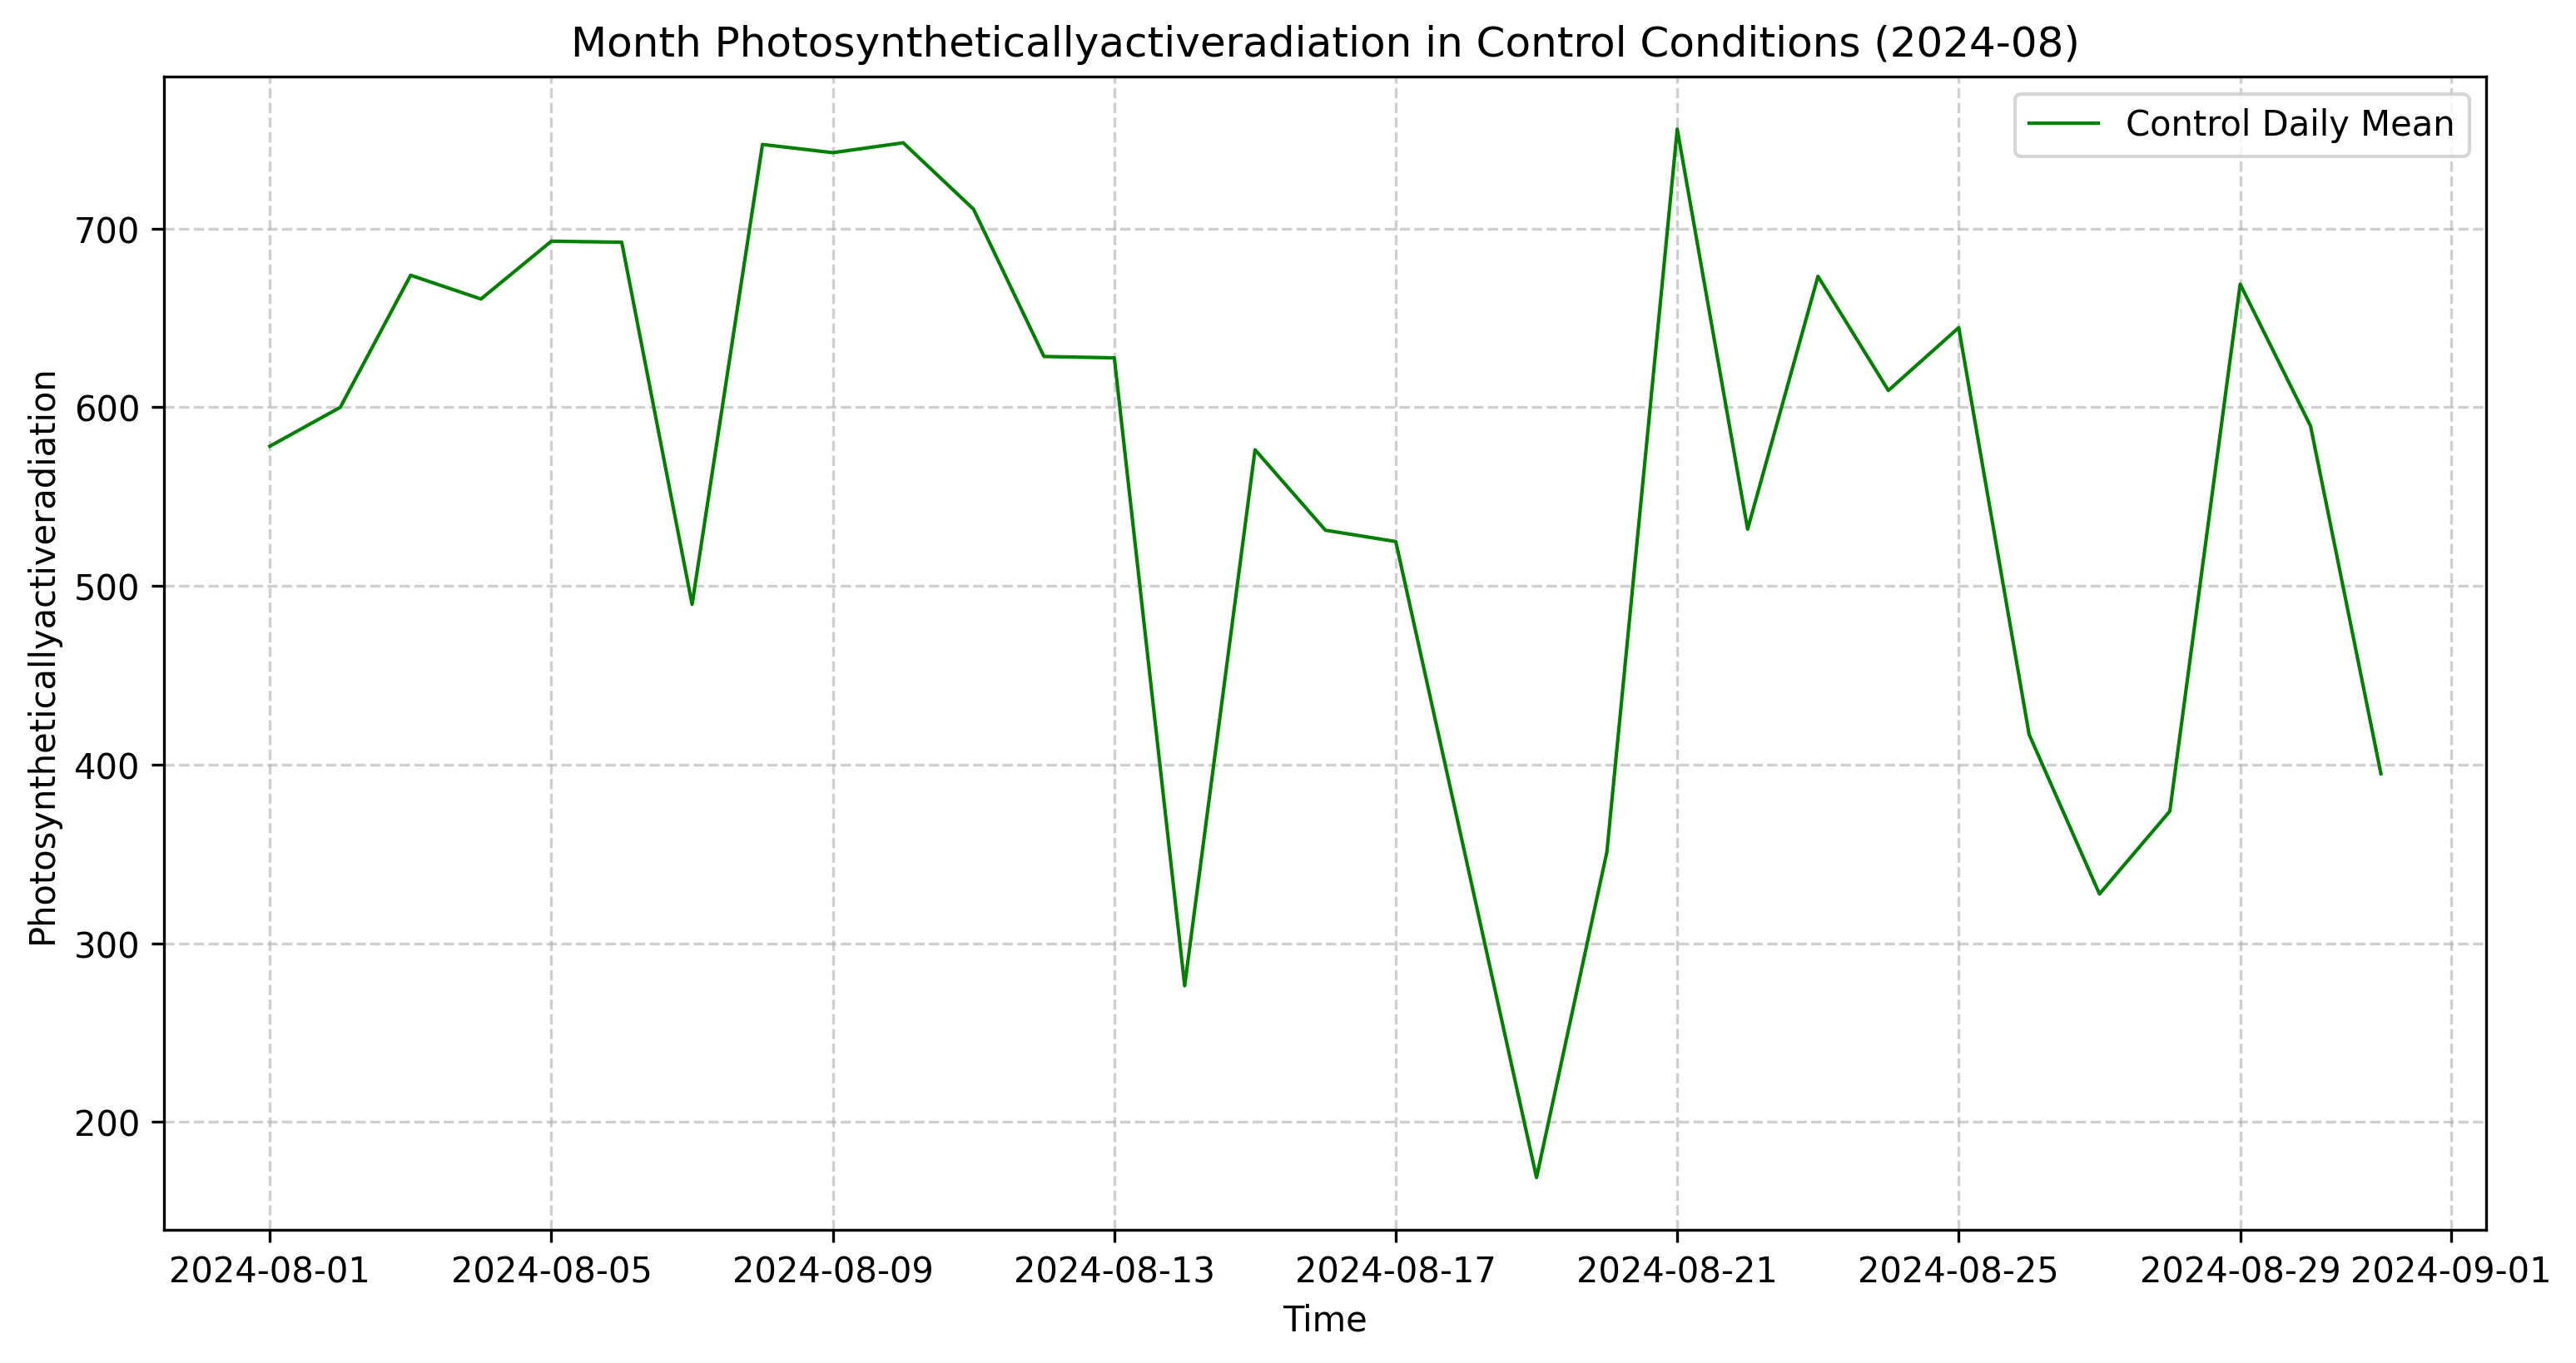 Month Photosyntheticallyactiveradiation in Control Conditions (2024-08)
Control Daily Mean
Photosyntheticallyactiveradiation
700
600
500
400
300
200
2024-08-01 2024-08-05 2024-08-09 2024-08-13 2024-08-17 2024-08-21 2024-08-25 2024-08-29 2024-09-01
Time